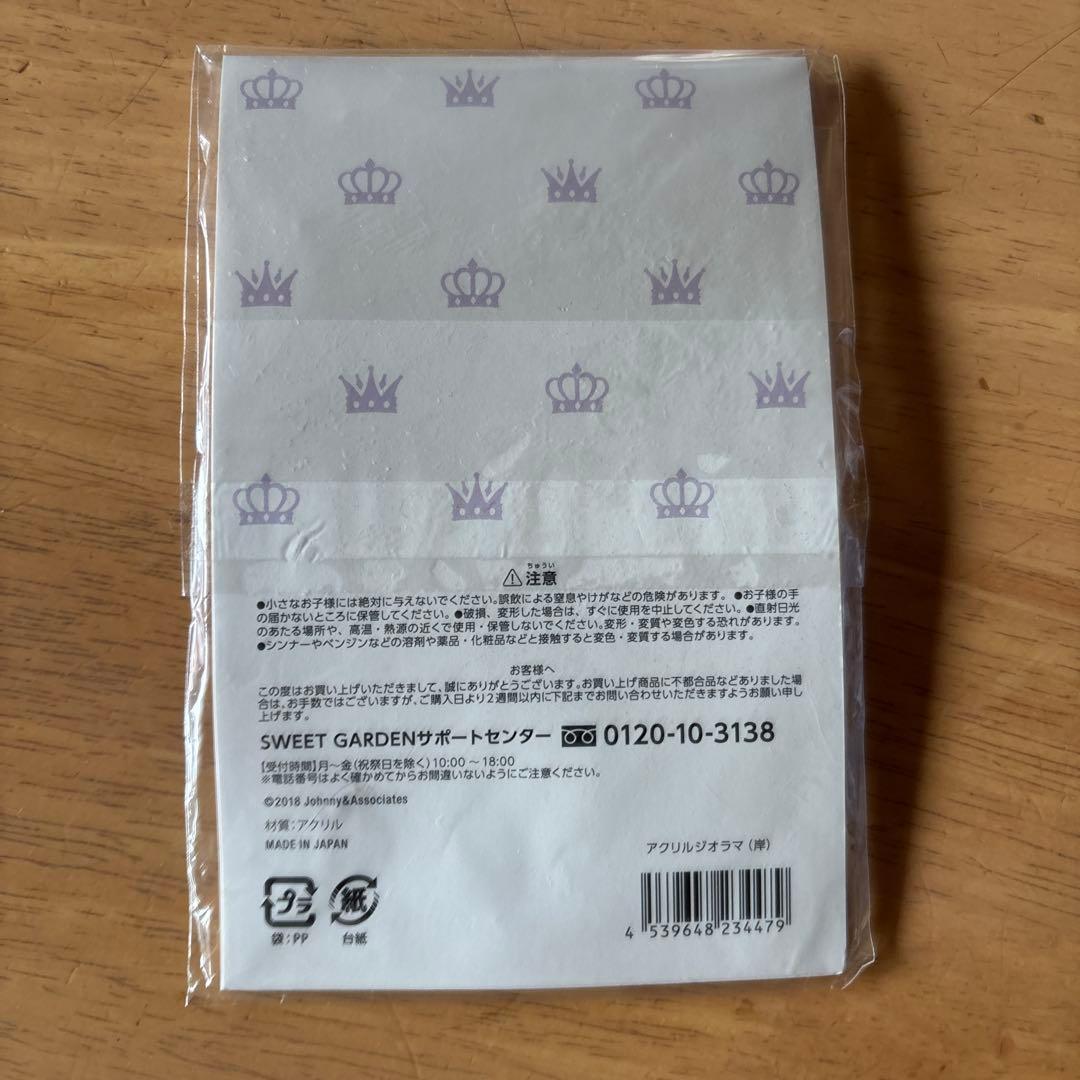 ちゅうい
⚠注意
●小さなお子様には絶対に与えないでください。誤飲による窒息やけがなどの危険があります。 ●お子様の手
の届かないところに保管してください。●破損、変形した場合は、すぐに使用を中止してください。●直射日光
のあたる場所や、高温・熱源の近くで使用・保管しないでください。変形・変質や変色する恐れがあります。
●シンナーやベンジンなどの溶剤や薬品・化粧品などと接触すると変色・変質する場合があります。
お客様へ
この度はお買い上げいただきまして、誠にありがとうございます。お買い上げ商品に不都合品などありました場
合は、お手数ではございますが、ご購入日より2週間以内に下記までお問い合わせいただきますようお願い申し
上げます。
SWEET GARDENサポートセンター 0120-10-3138
【受付時間】月〜金(祝祭日を除く)10:00〜18:00
※電話番号はよく確かめてからお間違いないようにご注意ください。
©2018 Johnny&Associates
材質:アクリル
MADE IN JAPAN
アクリルジオラマ(岸)
プラ
紙
袋:PP
台紙
4 539648 234479